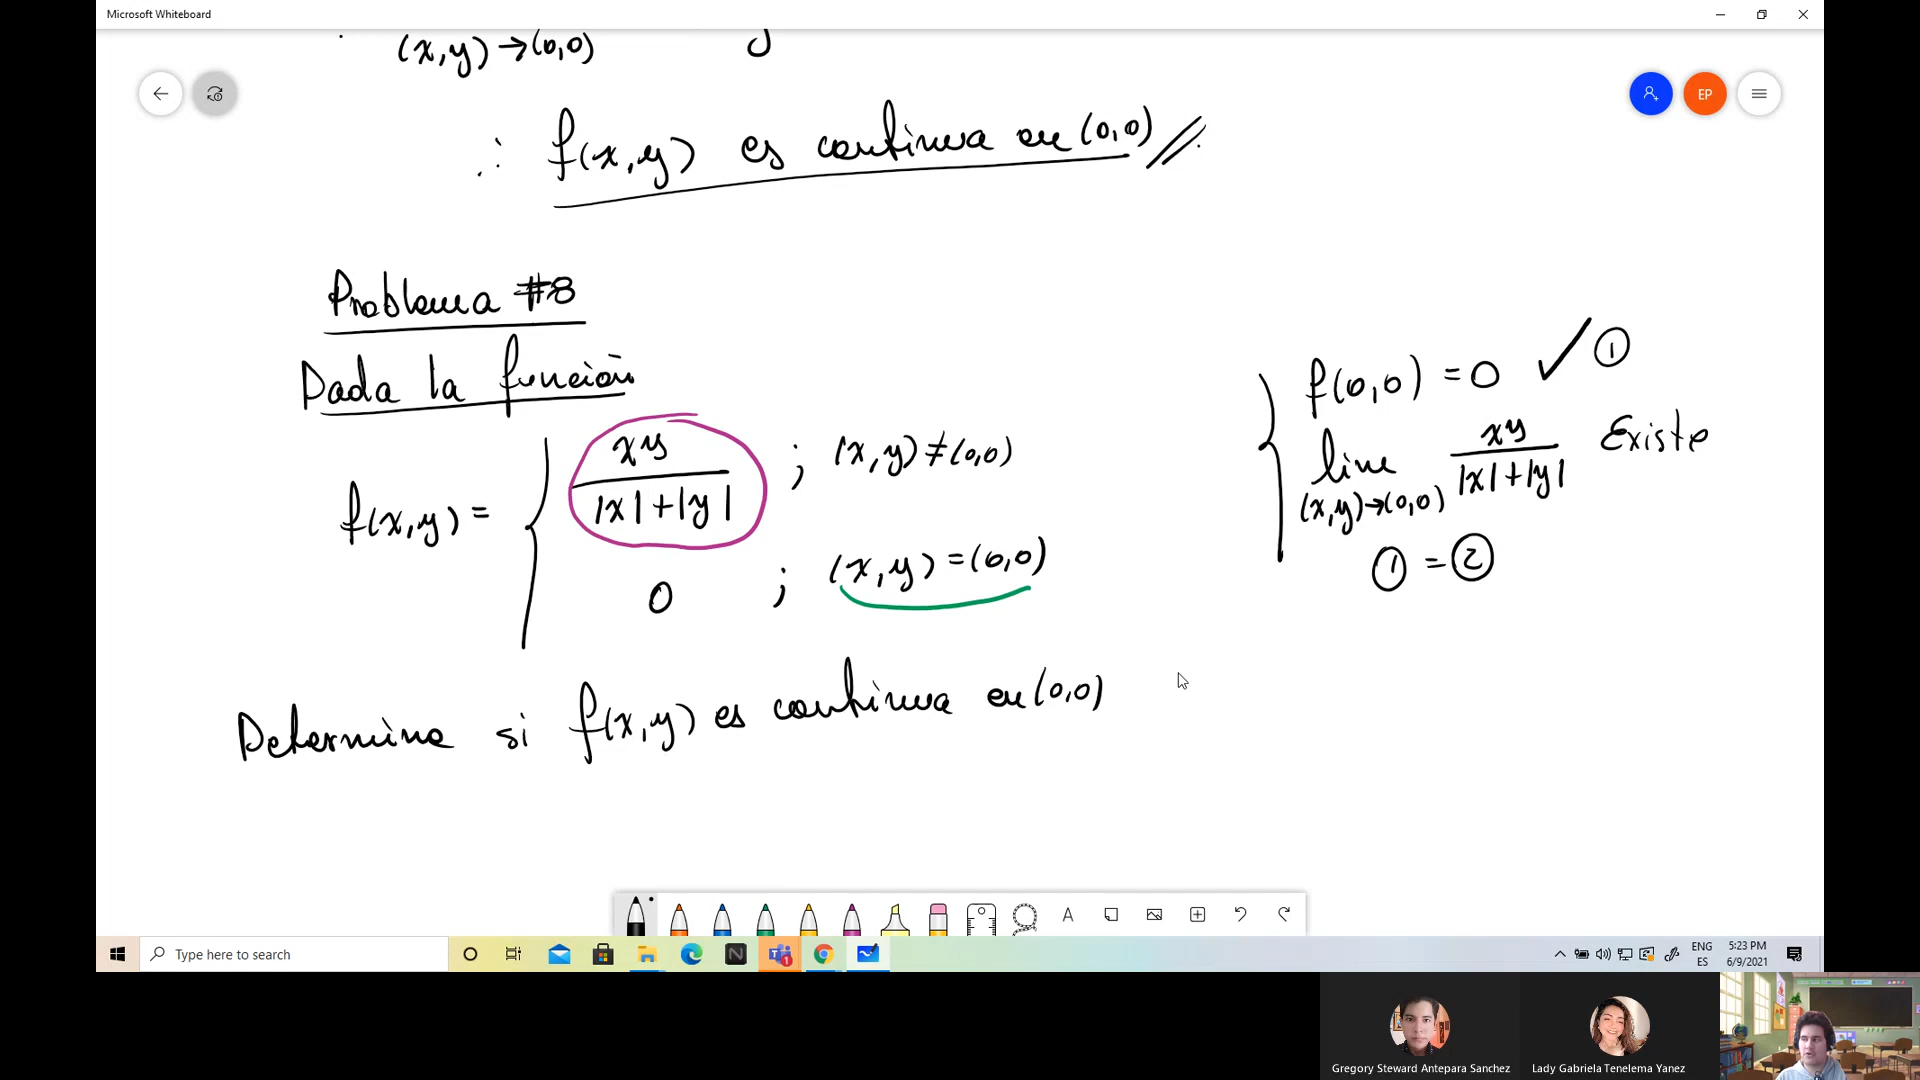 Microsoft Whiteboard
(x,y)→(0,0)
EP
∴ f(x,y) es continua en (0,0)
Problema #8
Dada la función
f(x,y) = { xy / |x|+|y| ; (x,y)≠(0,0)
0 ; (x,y)=(0,0)
f(0,0) = 0 ✓ ①
lim (x,y)→(0,0) xy / |x|+|y| Existe
① = ②
Determine si f(x,y) es continua en (0,0)
A
Type here to search
N
1
ENG
ES
5:23 PM
6/9/2021
Gregory Steward Antepara Sanchez
Lady Gabriela Tenelema Yanez